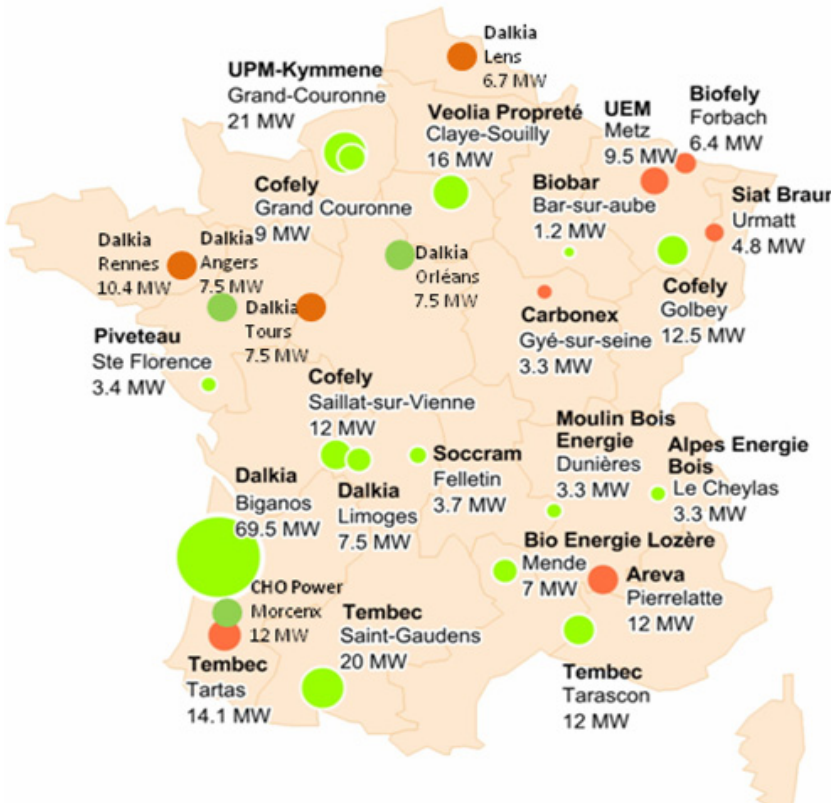 Dalkia
Lens
6.7 MW
UPM-Kymmene
Grand-Couronne
21 MW
Veolia Propreté
Claye-Souilly
16 MW
UEM
Metz
9.5 MW
Biofely
Forbach
6.4 MW
Cofely
Grand Couronne
9 MW
Biobar
Bar-sur-aube
1.2 MW
Siat Braun
Urmatt
4.8 MW
Dalkia
Rennes
10.4 MW
Dalkia
Angers
7.5 MW
Dalkia
Orléans
7.5 MW
Cofely
Golbey
12.5 MW
Dalkia
Tours
7.5 MW
Carbonex
Gyé-sur-seine
3.3 MW
Piveteau
Ste Florence
3.4 MW
Cofely
Saillat-sur-Vienne
12 MW
Moulin Bois
Energie
Dunières
3.3 MW
Alpes Energie
Bois
Le Cheylas
3.3 MW
Soccram
Felletin
3.7 MW
Dalkia
Biganos
69.5 MW
Dalkia
Limoges
7.5 MW
Bio Energie Lozère
Mende
7 MW
Areva
Pierrelatte
12 MW
CHO Power
Morcenx
12 MW
Tembec
Saint-Gaudens
20 MW
Tembec
Tartas
14.1 MW
Tembec
Tarascon
12 MW